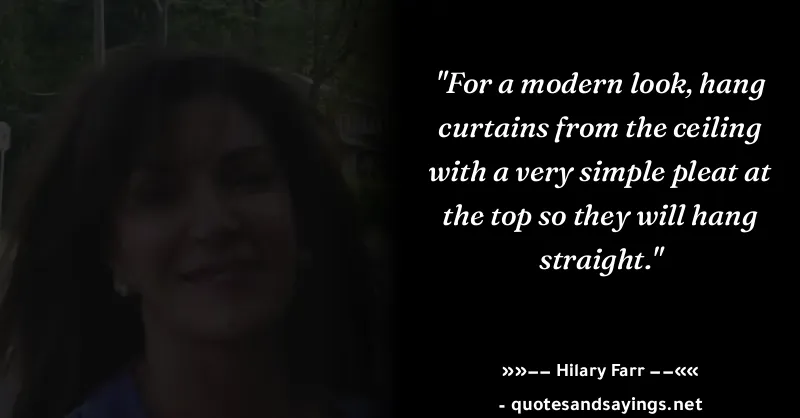 "For a modern look, hang
curtains from the ceiling
with a very simple pleat at
the top so they will hang
straight."
»»–– Hilary Farr ––««
- quotesandsayings.net